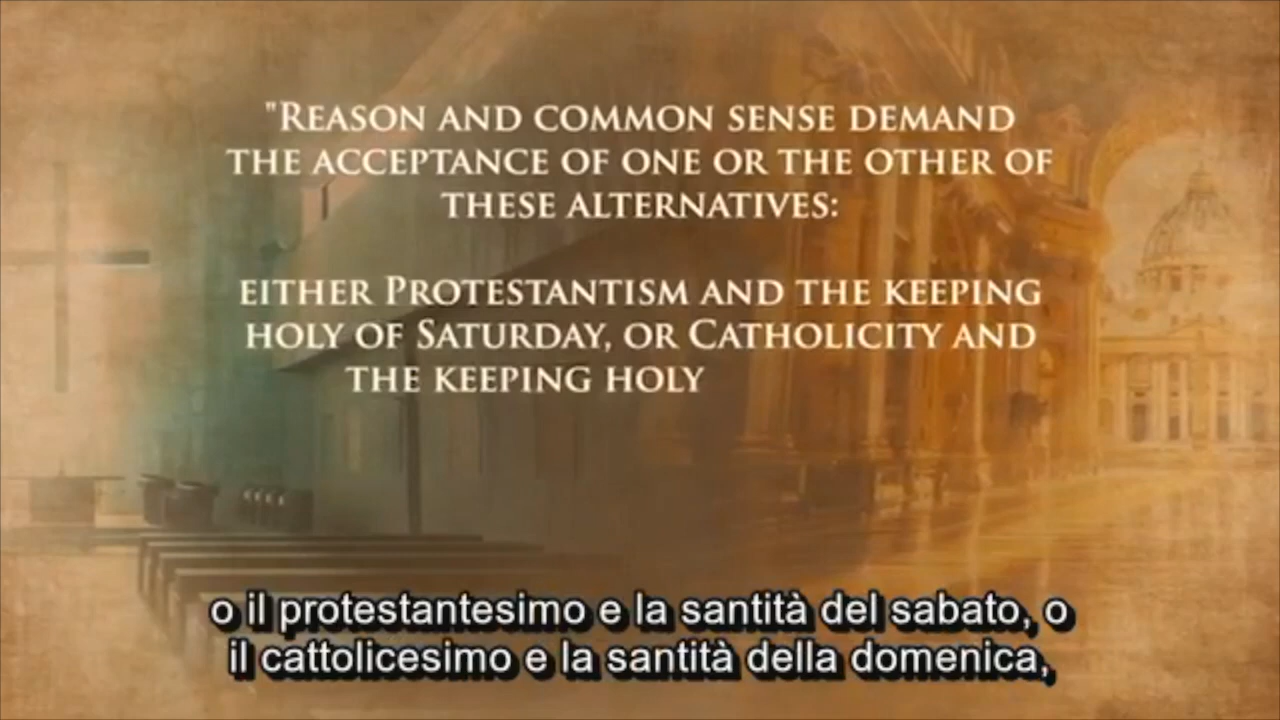 "Reason and common sense demand
the acceptance of one or the other of
these alternatives:
either Protestantism and the keeping
holy of Saturday, or Catholicity and
the keeping holy
o il protestantesimo e la santità del sabato, o
il cattolicesimo e la santità della domenica,